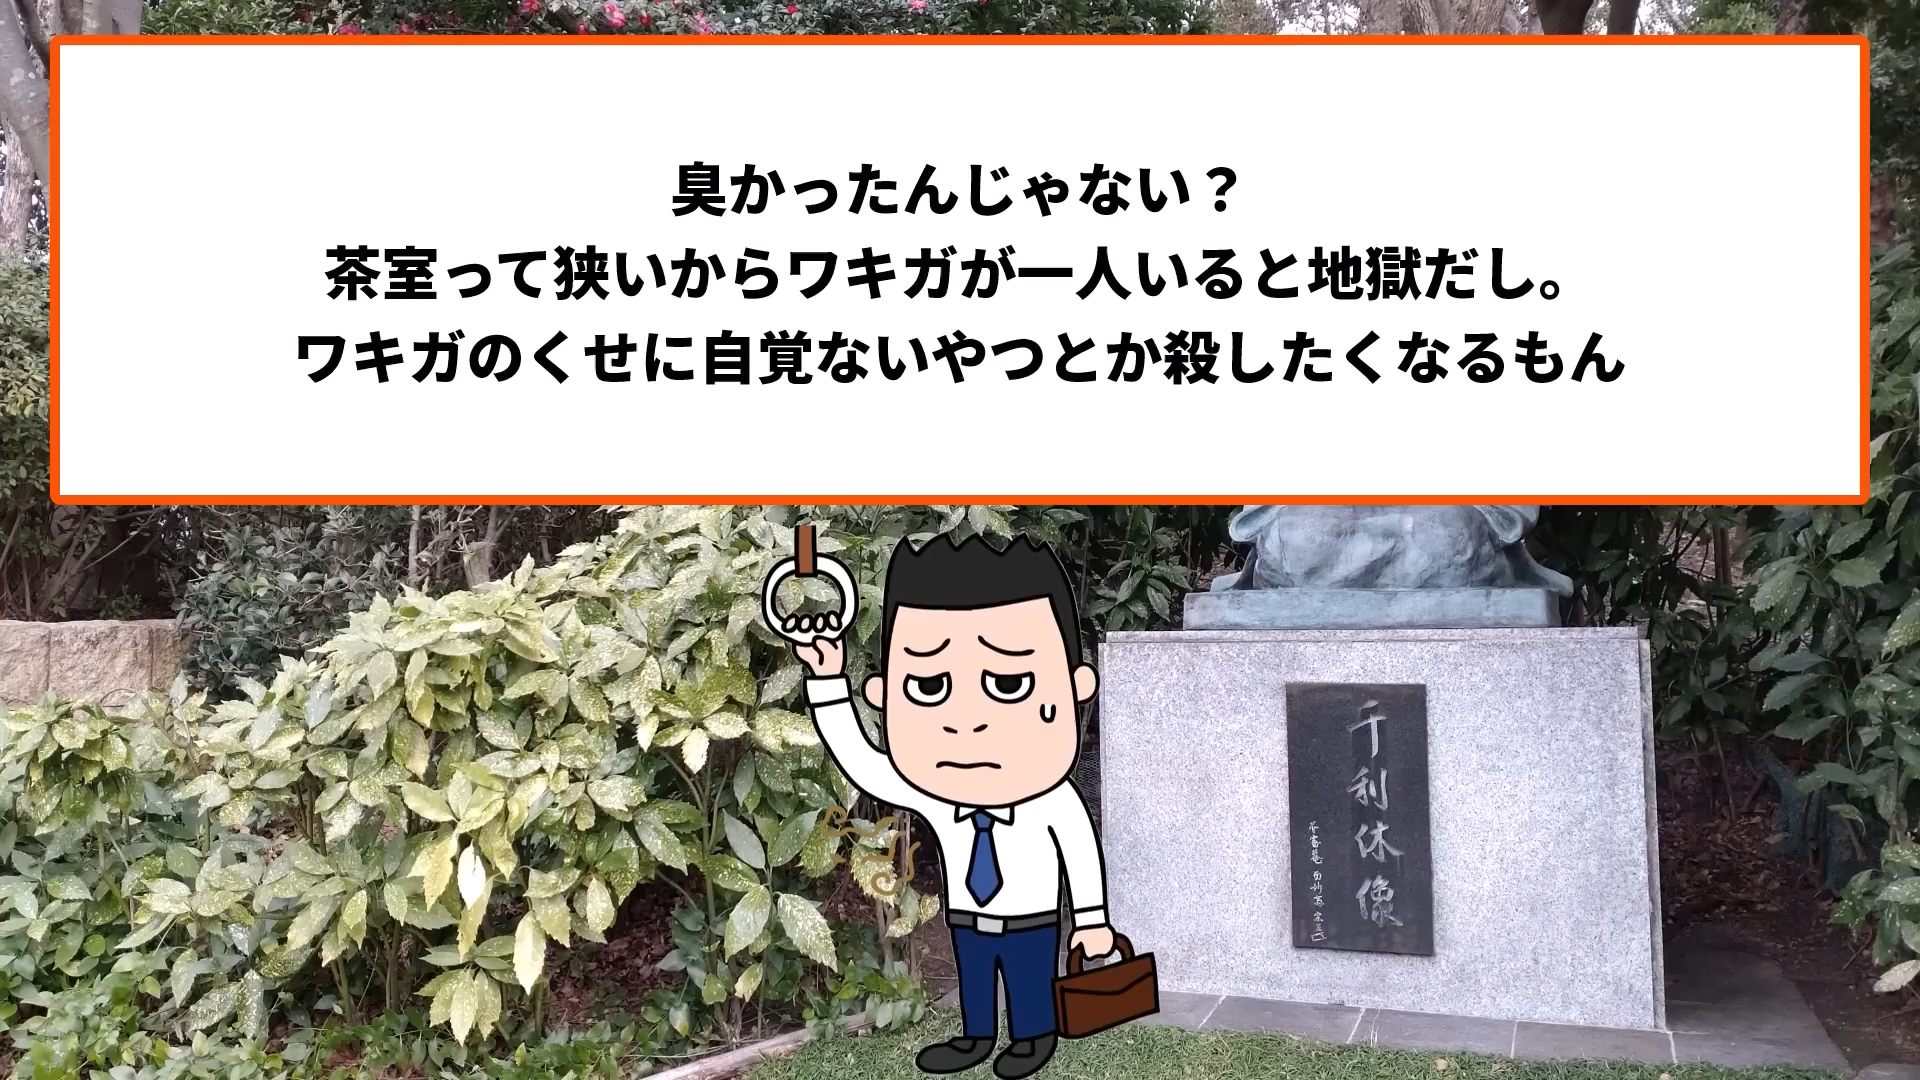 臭かったんじゃない？
茶室って狭いからワキガが一人いると地獄だし。
ワキガのくせに自覚ないやつとか殺したくなるもん
千利休像